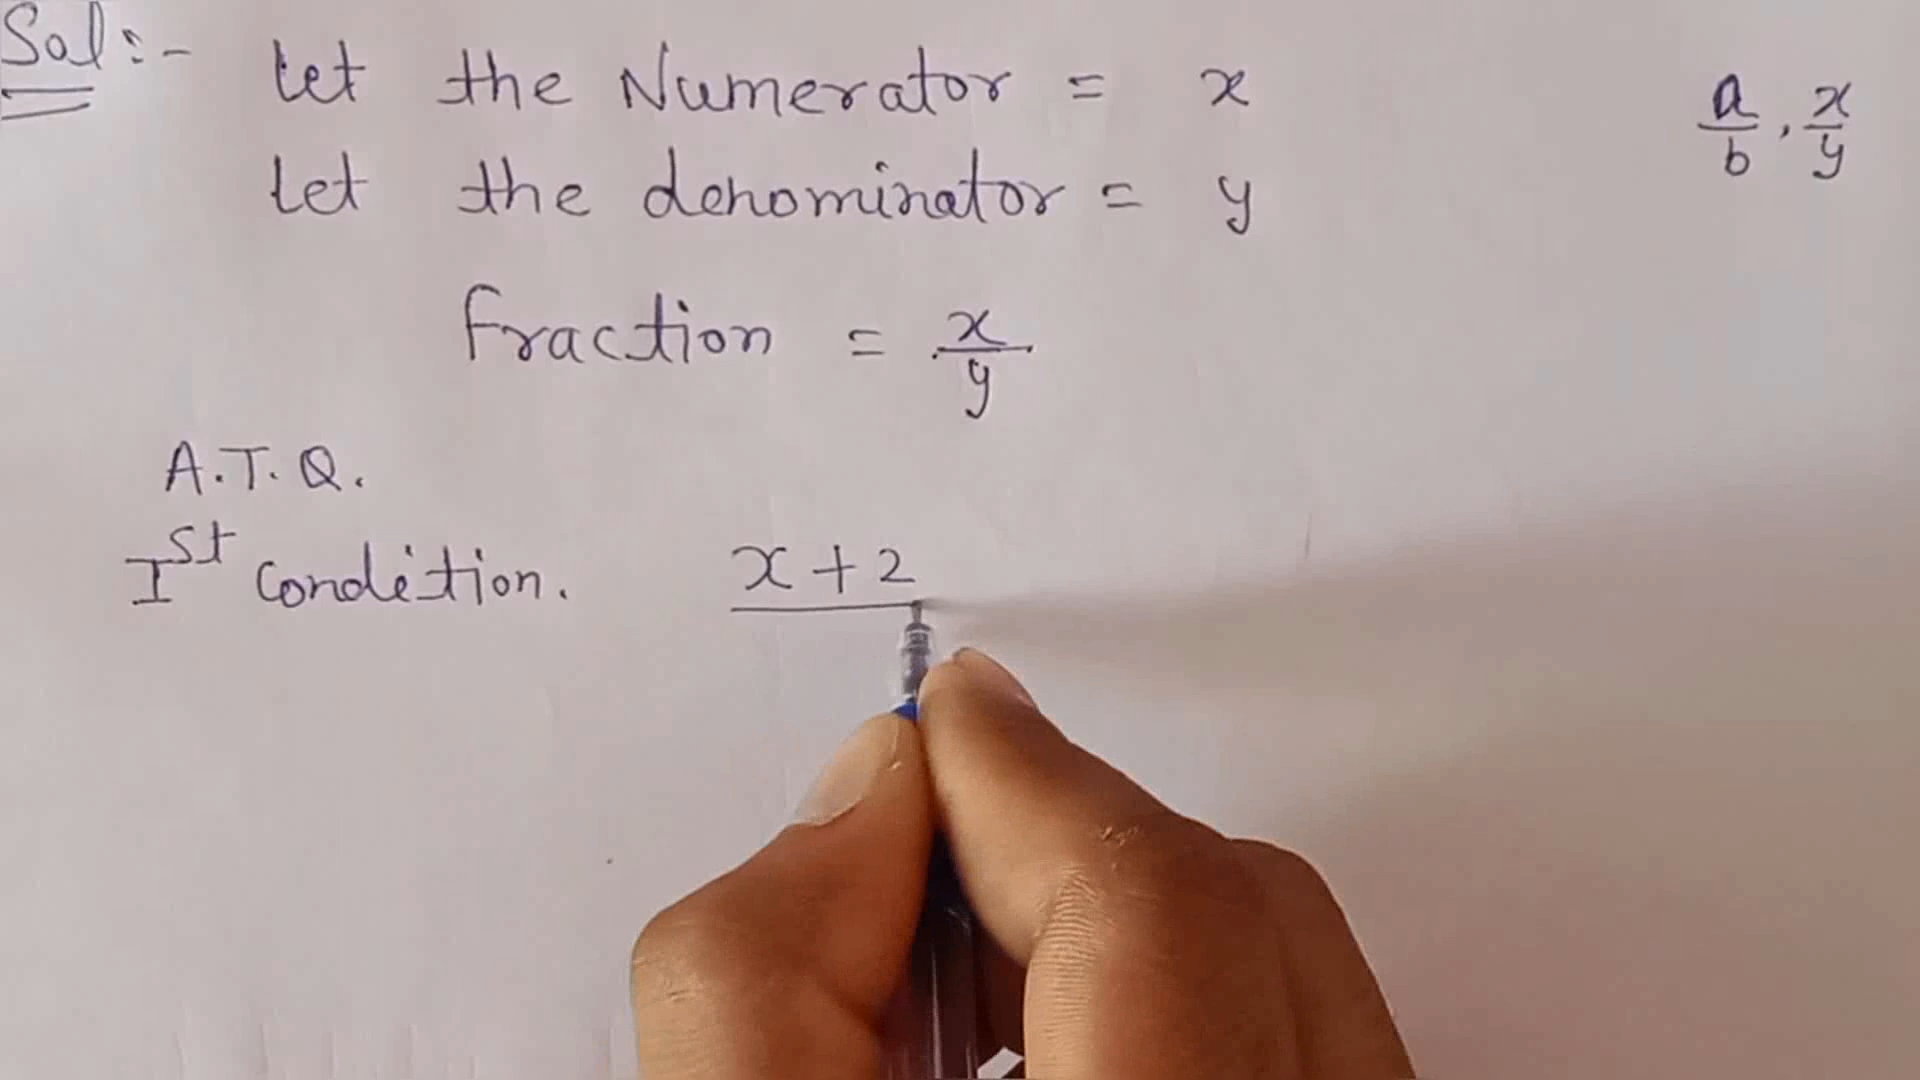 Sol:-
Let the Numerator = x
a/b, x/y
Let the denominator = y
Fraction = x/y
A.T.Q.
Ist Condition. x+2